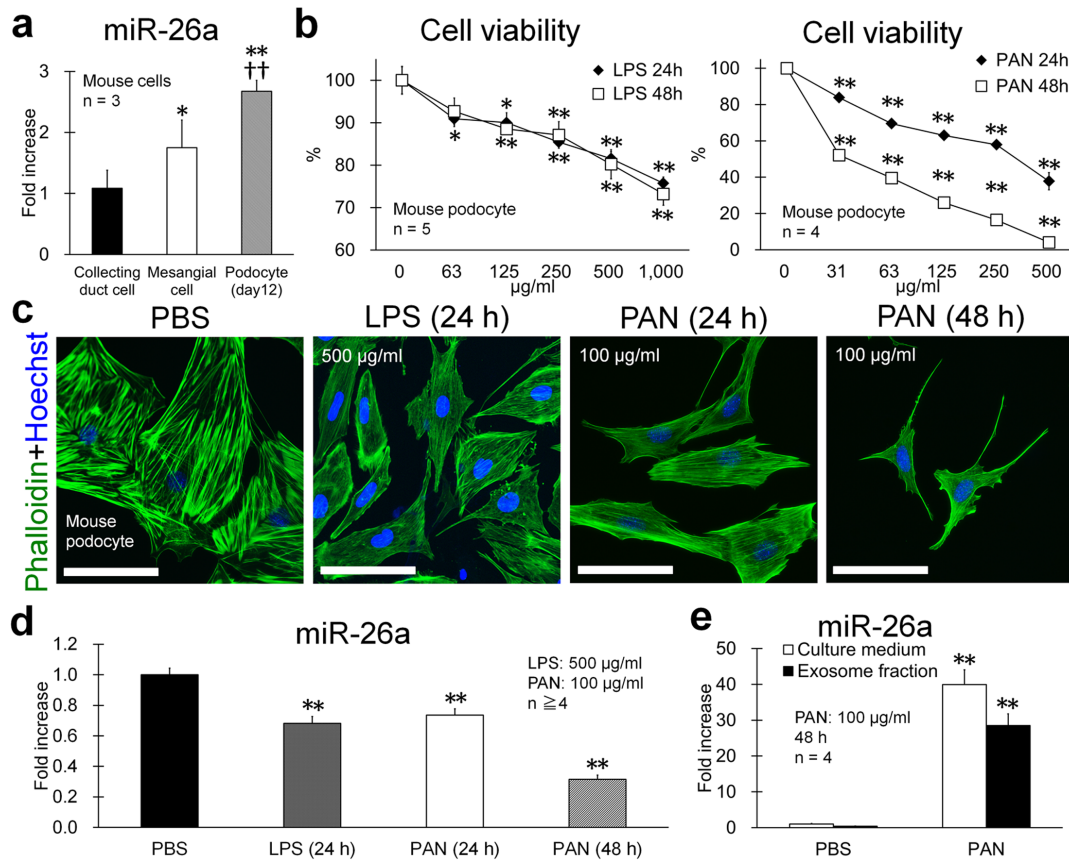 a
miR-26a
Fold increase
3
2
1
0
Mouse cells
n = 3
*
**
††
Collecting
duct cell
Mesangial
cell
Podocyte
(day12)
b
Cell viability
%
100
90
80
70
60
LPS 24h
LPS 48h
*
*
**
**
**
**
**
**
**
Mouse podocyte
n = 5
0
63
125
250
500
1,000
µg/ml
Cell viability
%
100
80
60
40
20
0
PAN 24h
PAN 48h
**
**
**
**
**
**
**
**
**
**
Mouse podocyte
n = 4
0
31
63
125
250
500
µg/ml
c
Phalloidin+Hoechst
PBS
Mouse
podocyte
LPS (24 h)
500 µg/ml
PAN (24 h)
100 µg/ml
PAN (48 h)
100 µg/ml
d
miR-26a
Fold increase
1.2
1.0
0.8
0.6
0.4
0.2
0.0
LPS: 500 µg/ml
PAN: 100 µg/ml
n ≧4
**
**
**
PBS
LPS (24 h)
PAN (24 h)
PAN (48 h)
e
miR-26a
Fold increase
50
40
30
20
10
0
Culture medium
Exosome fraction
PAN: 100 µg/ml
48 h
n = 4
**
**
PBS
PAN